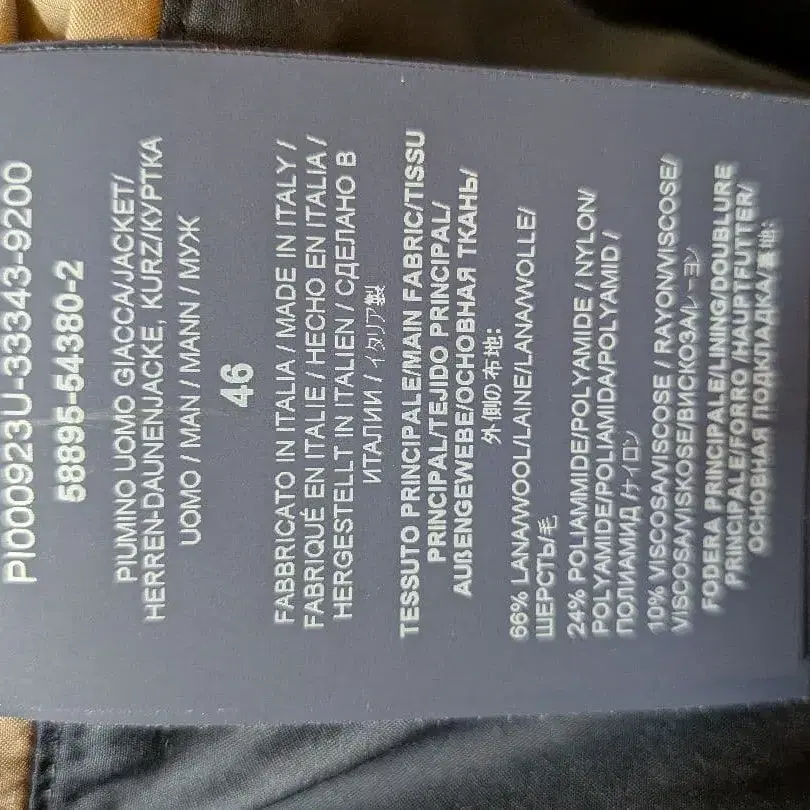 PI000923U-33343-9200
58895-54380-2
PIUMINO UOMO GIACCA/JACKET/
HERREN-DAUNENJACKE, KURZ/КУРТКА
UOMO / MAN / MANN / МУЖ
46
FABBRICATO IN ITALIA / MADE IN ITALY /
FABRIQUÉ EN ITALIE / HECHO EN ITALIA /
HERGESTELLT IN ITALIEN / СДЕЛАНО В
ИТАЛИИ / イタリア製
TESSUTO PRINCIPALE/MAIN FABRIC/TISSU
PRINCIPAL/TEJIDO PRINCIPAL/
AUßENGEWEBE/ОСНОВНАЯ ТКАНЬ/
外側の布地:
66% LANA/WOOL/LAINE/LANA/WOLLE/
ШЕРСТЬ/毛
24% POLIAMMIDE/POLYAMIDE / NYLON/
POLYAMIDE/POLIAMIDA/POLYAMID /
ПОЛИАМИД /ナイロン
10% VISCOSA/VISCOSE / RAYON/VISCOSE/
VISCOSA/VISKOSE/ВИСКОЗА/レーヨン
FODERA PRINCIPALE/LINING/DOUBLURE
PRINCIPALE/FORRO /HAUPTFUTTER/
ОСНОВНАЯ ПОДКЛАДКА/裏地: